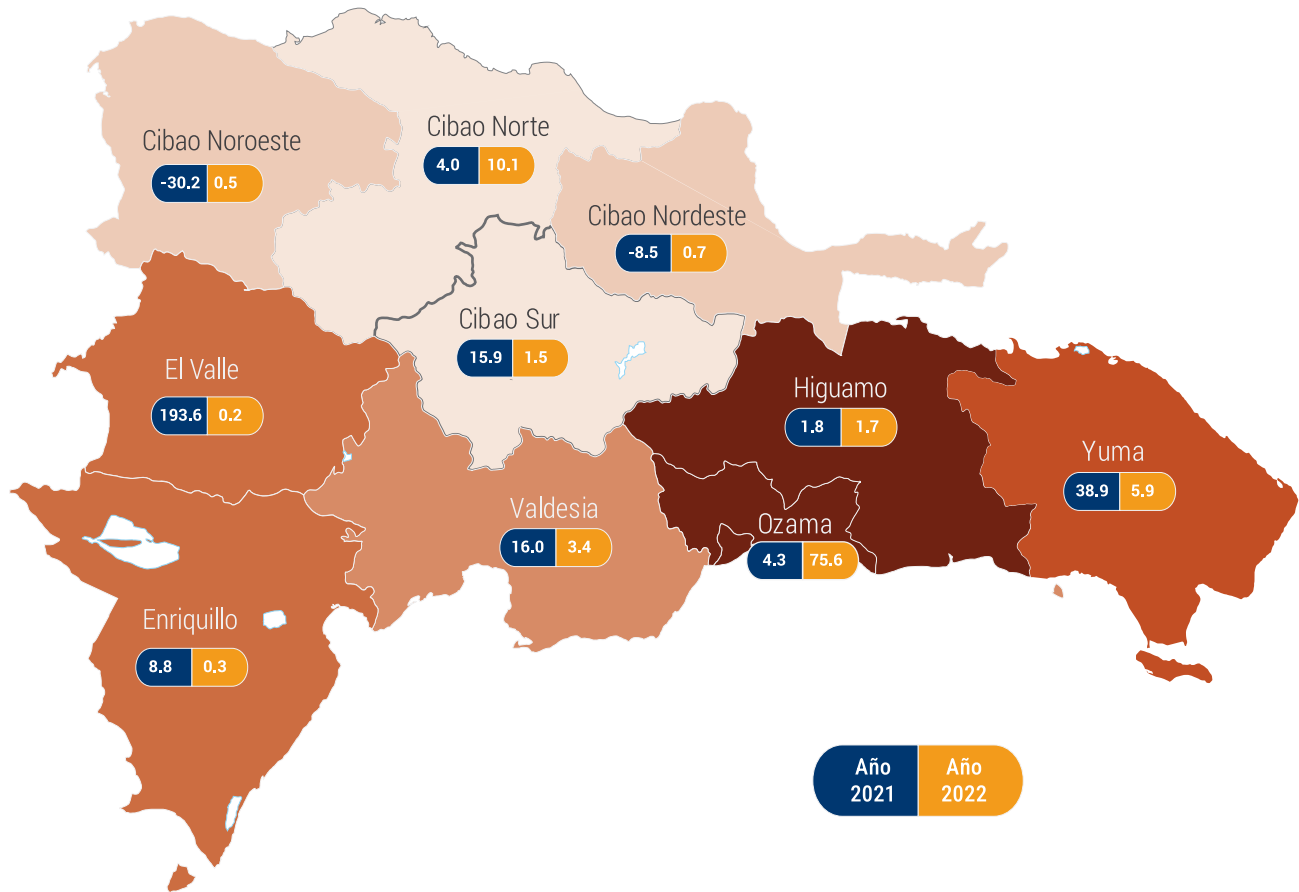 Cibao Norte
4.0 10.1
Cibao Noroeste
-30.2 0.5
Cibao Nordeste
-8.5 0.7
Cibao Sur
15.9 1.5
El Valle
193.6 0.2
Higuamo
1.8 1.7
Yuma
38.9 5.9
Valdesia
16.0 3.4
Ozama
4.3 75.6
Enriquillo
8.8 0.3
Año
2021
Año
2022